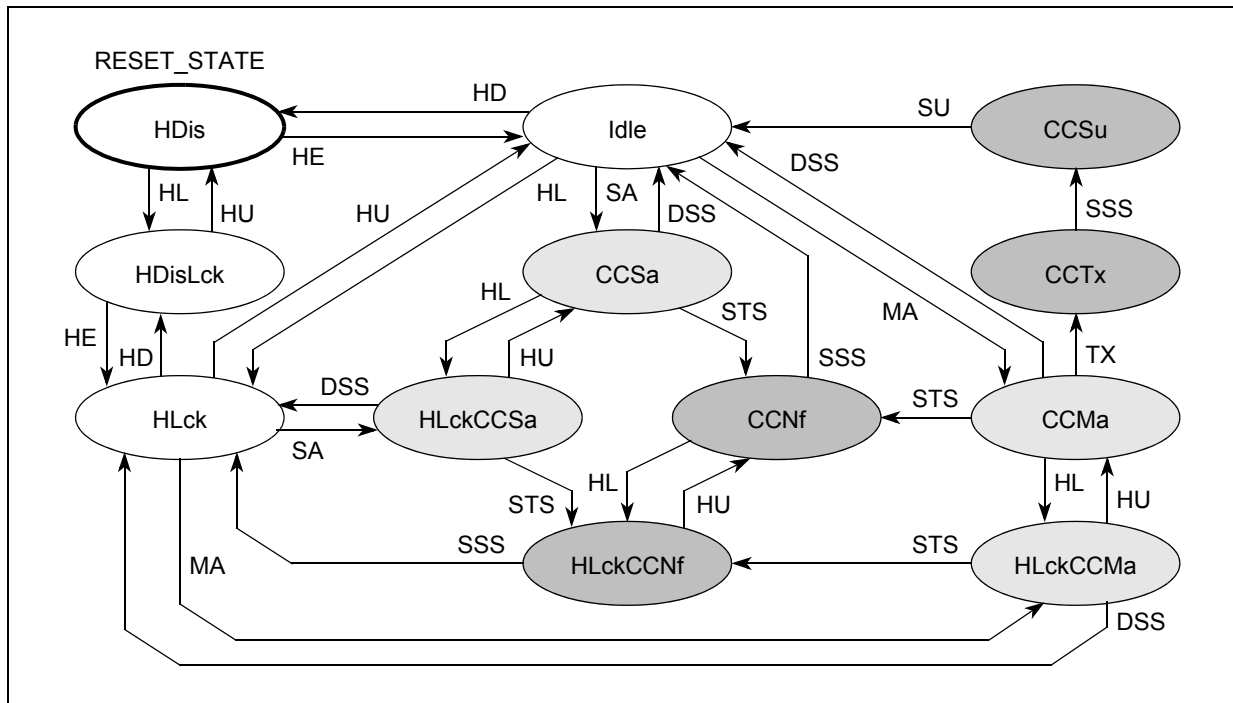 RESET_STATE
HDis
HD
Idle
SU
CCSu
HE
DSS
HL
HU
HU
HL
SA
DSS
SSS
HDisLck
CCSa
CCTx
HL
STS
MA
HE
HD
HU
SSS
TX
DSS
HLck
HLckCCSa
CCNf
STS
CCMa
SA
HL
HU
STS
HL
HU
SSS
STS
MA
HLckCCNf
HLckCCMa
DSS